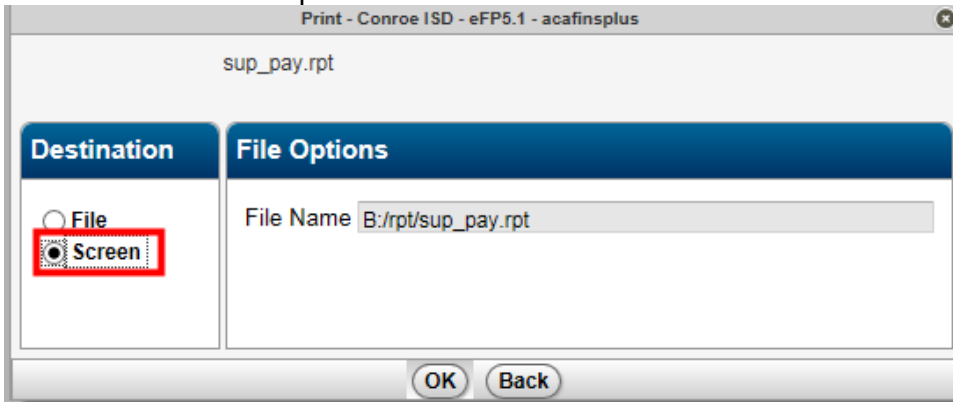 Print - Conroe ISD - eFP5.1 - acafinsplus
sup_pay.rpt
Destination
File Options
File
Screen
File Name B:/rpt/sup_pay.rpt
OK Back